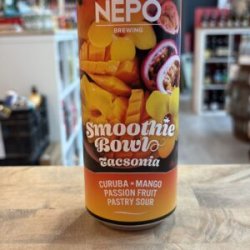 NEPO
BREWING
Smoothie
Bowl
Tacsonia
CURUBA • MANGO
PASSION FRUIT
PASTRY SOUR